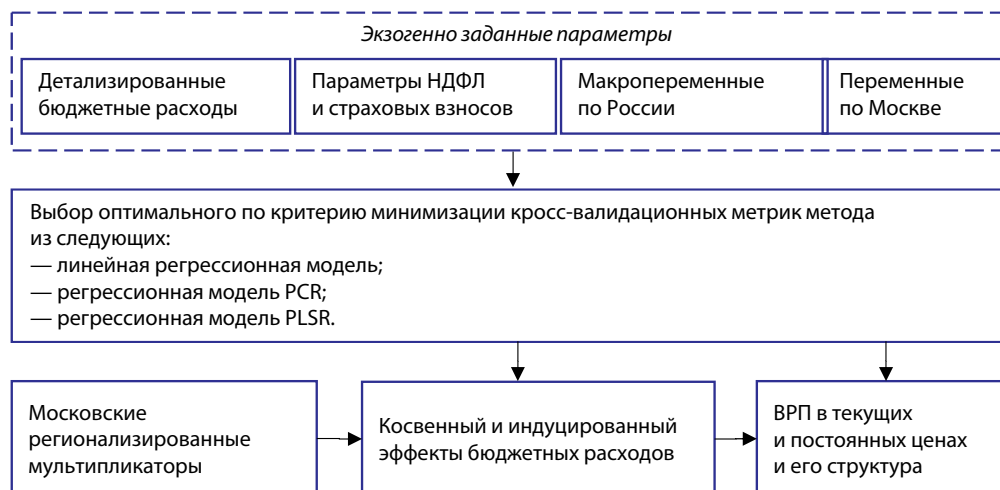 Экзогенно заданные параметры
Детализированные
бюджетные расходы
Параметры НДФЛ
и страховых взносов
Макропеременные
по России
Переменные
по Москве
Выбор оптимального по критерию минимизации кросс-валидационных метрик метода
из следующих:
— линейная регрессионная модель;
— регрессионная модель PCR;
— регрессионная модель PLSR.
Московские
регионализированные
мультипликаторы
Косвенный и индуцированный
эффекты бюджетных расходов
ВРП в текущих
и постоянных ценах
и его структура